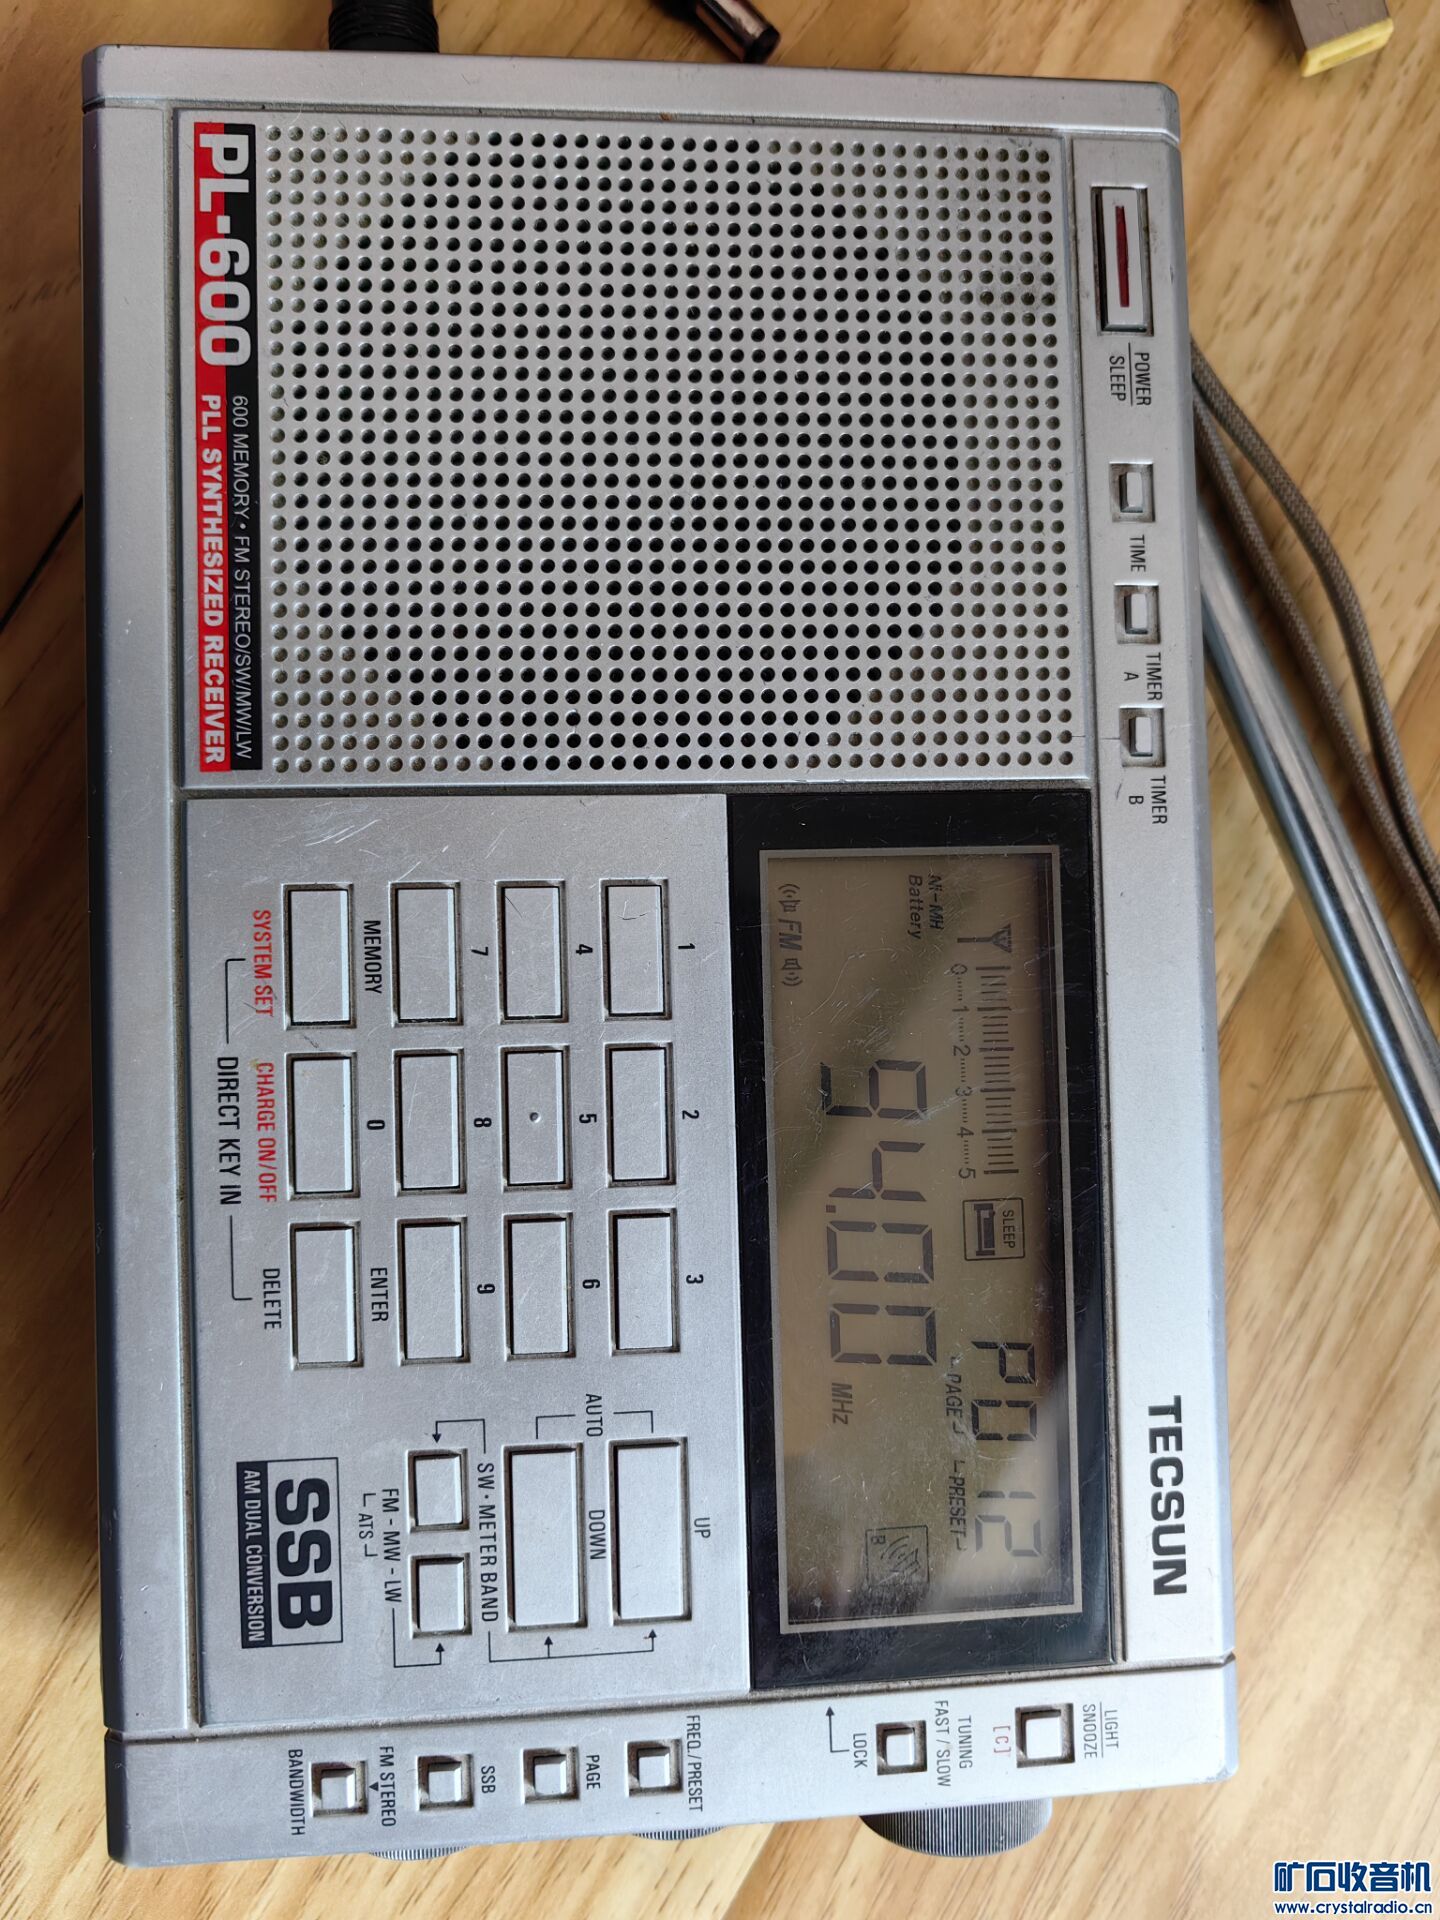 POWER
SLEEP
TIME
TIMER
A
TIMER
B
TECSUN
LIGHT
SNOOZE
[C]
TUNING
FAST / SLOW
LOCK
Ni-MH
Battery
0 1 2 3 4 5
SLEEP
P0 12
PAGE PRESET
94.00 MHz
B
FM
1 2 3
4 5 6
7 8 9
MEMORY 0 ENTER
SYSTEM SET CHARGE ON/OFF DELETE
DIRECT KEY IN
UP
AUTO DOWN
SW・METER BAND
FM - MW - LW
ATS
SSB
AM DUAL CONVERSION
FREQ./PRESET
PAGE
SSB
FM STEREO
BANDWIDTH
PL-600
600 MEMORY・FM STEREO/SW/MW/LW
PLL SYNTHESIZED RECEIVER
矿石收音机
www.crystalradio.cn